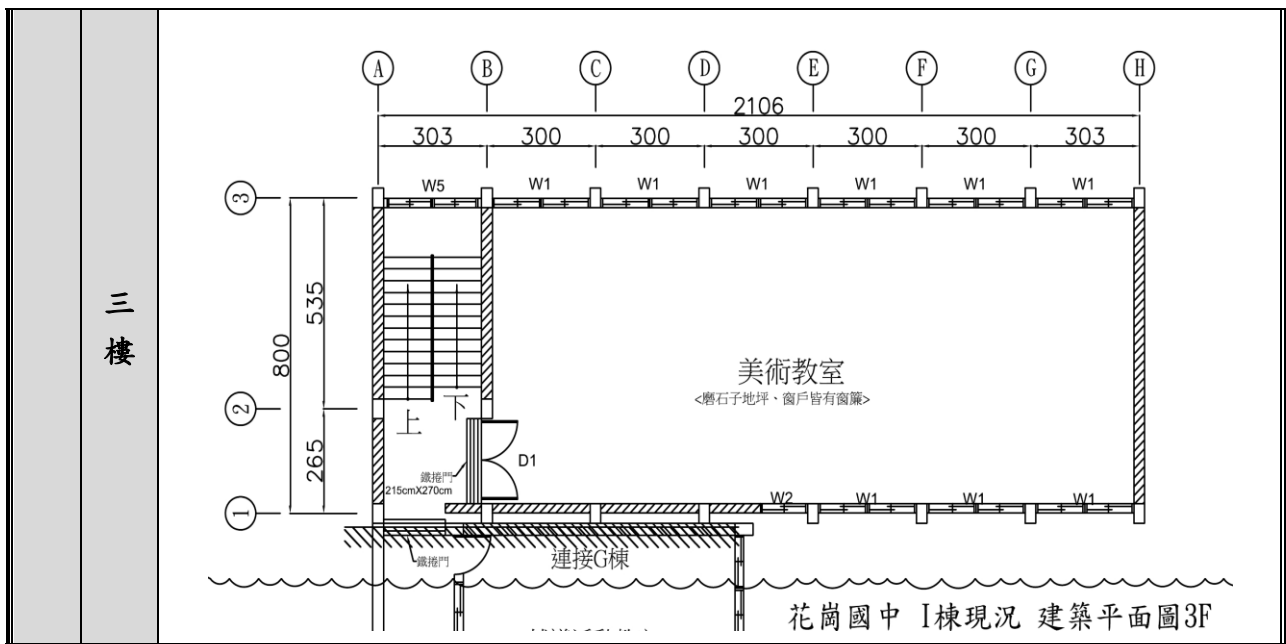 三
樓
A B C D E F G H
2106
303 300 300 300 300 300 303
W5 W1 W1 W1 W1 W1 W1
3
535
800
三樓
美術教室
<磨石子地坪、窗戶皆有窗簾>
2
上 下
265
鐵捲門
215cmX270cm
D1
W2 W1 W1 W1
1
鐵捲門
連接G棟
花崗國中 I棟現況 建築平面圖3F